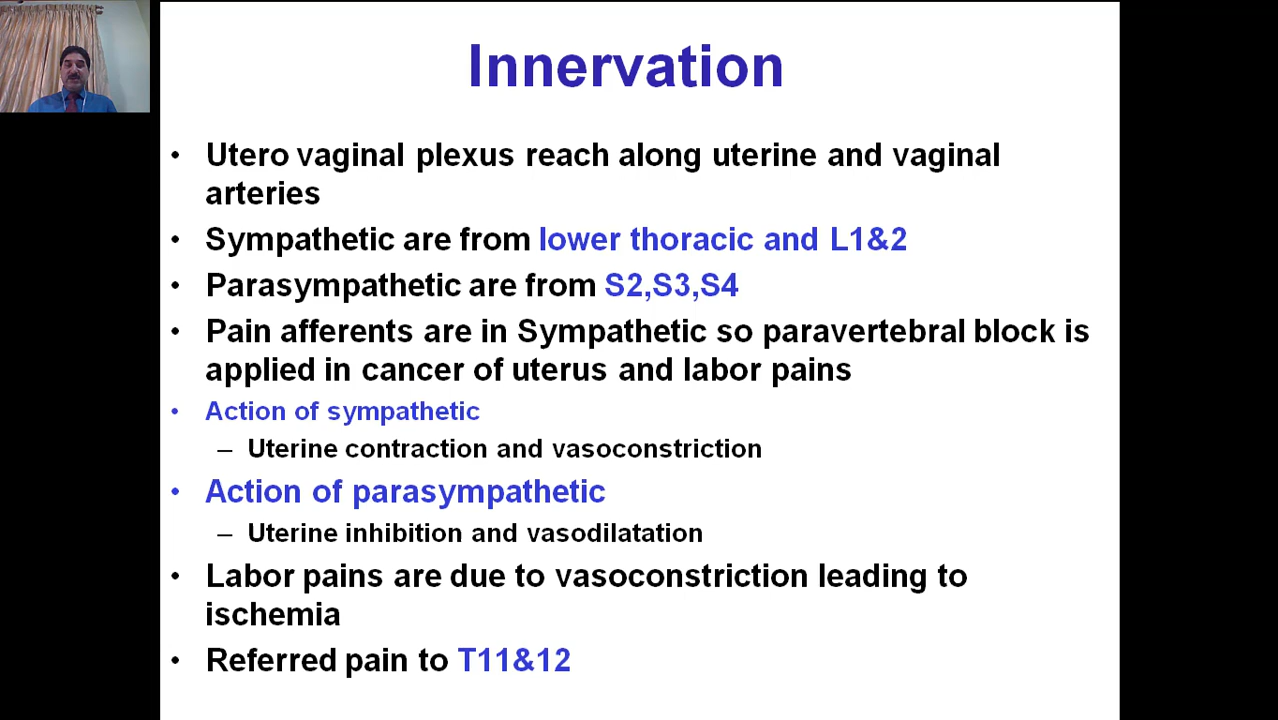 Innervation
• Utero vaginal plexus reach along uterine and vaginal
arteries
• Sympathetic are from lower thoracic and L1&2
• Parasympathetic are from S2,S3,S4
• Pain afferents are in Sympathetic so paravertebral block is
applied in cancer of uterus and labor pains
• Action of sympathetic
– Uterine contraction and vasoconstriction
• Action of parasympathetic
– Uterine inhibition and vasodilatation
• Labor pains are due to vasoconstriction leading to
ischemia
• Referred pain to T11&12